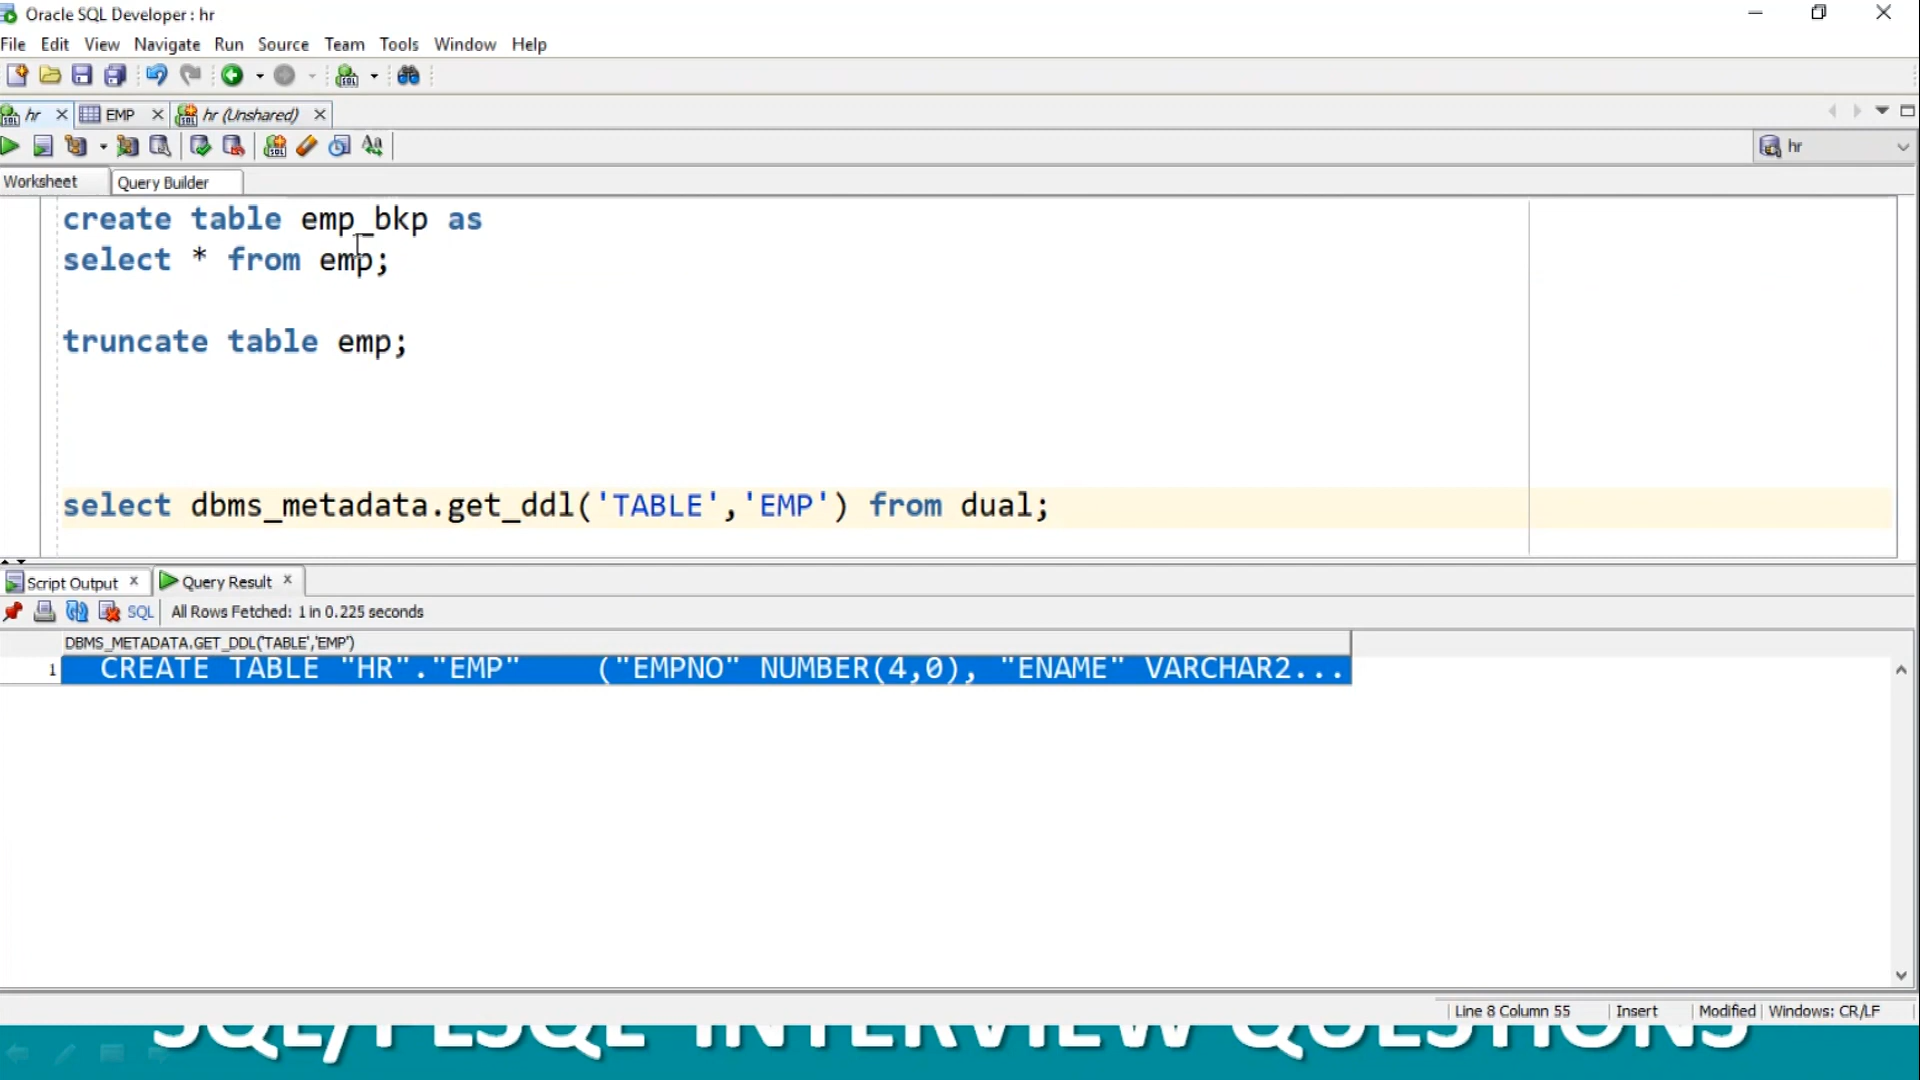 Oracle SQL Developer : hr
File Edit View Navigate Run Source Team Tools Window Help
hr EMP hr (Unshared)
hr
Worksheet Query Builder
create table emp_bkp as
select * from emp;
truncate table emp;
select dbms_metadata.get_ddl('TABLE','EMP') from dual;
Script Output Query Result
SQL All Rows Fetched: 1 in 0.225 seconds
DBMS_METADATA.GET_DDL('TABLE','EMP')
1 CREATE TABLE "HR"."EMP" ("EMPNO" NUMBER(4,0), "ENAME" VARCHAR2...
Line 8 Column 55 Insert Modified Windows: CR/LF
SQL/PLSQL INTERVIEW QUESTIONS